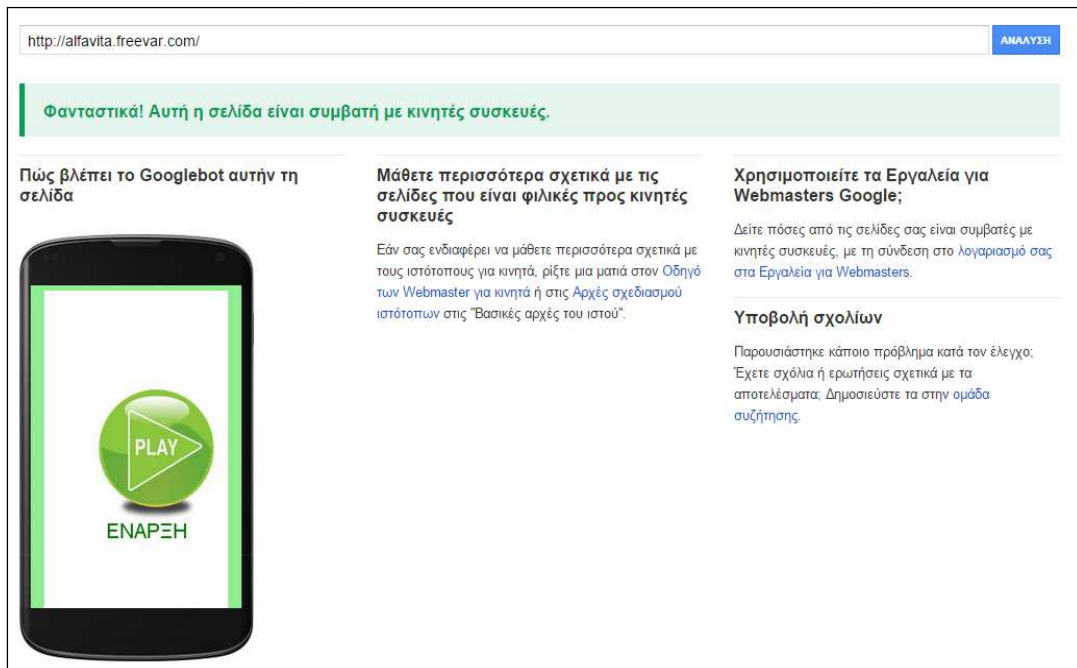 http://alfavita.freevar.com/
ΑΝΑΛΥΣΗ
Φανταστικά! Αυτή η σελίδα είναι συμβατή με κινητές συσκευές.
Πώς βλέπει το Googlebot αυτήν τη
σελίδα
PLAY
ΕΝΑΡΞΗ
Μάθετε περισσότερα σχετικά με τις
σελίδες που είναι φιλικές προς κινητές
συσκευές
Εάν σας ενδιαφέρει να μάθετε περισσότερα σχετικά με
τους ιστότοπους για κινητά, ρίξτε μια ματιά στον Οδηγό
των Webmaster για κινητά ή στις Αρχές σχεδιασμού
ιστότοπων στις "Βασικές αρχές του ιστού".
Χρησιμοποιείτε τα Εργαλεία για
Webmasters Google;
Δείτε πόσες από τις σελίδες σας είναι συμβατές με
κινητές συσκευές, με τη σύνδεση στο λογαριασμό σας
στα Εργαλεία για Webmasters.
Υποβολή σχολίων
Παρουσιάστηκε κάποιο πρόβλημα κατά τον έλεγχο;
Έχετε σχόλια ή ερωτήσεις σχετικά με τα
αποτελέσματα; Δημοσιεύστε τα στην ομάδα
συζήτησης.